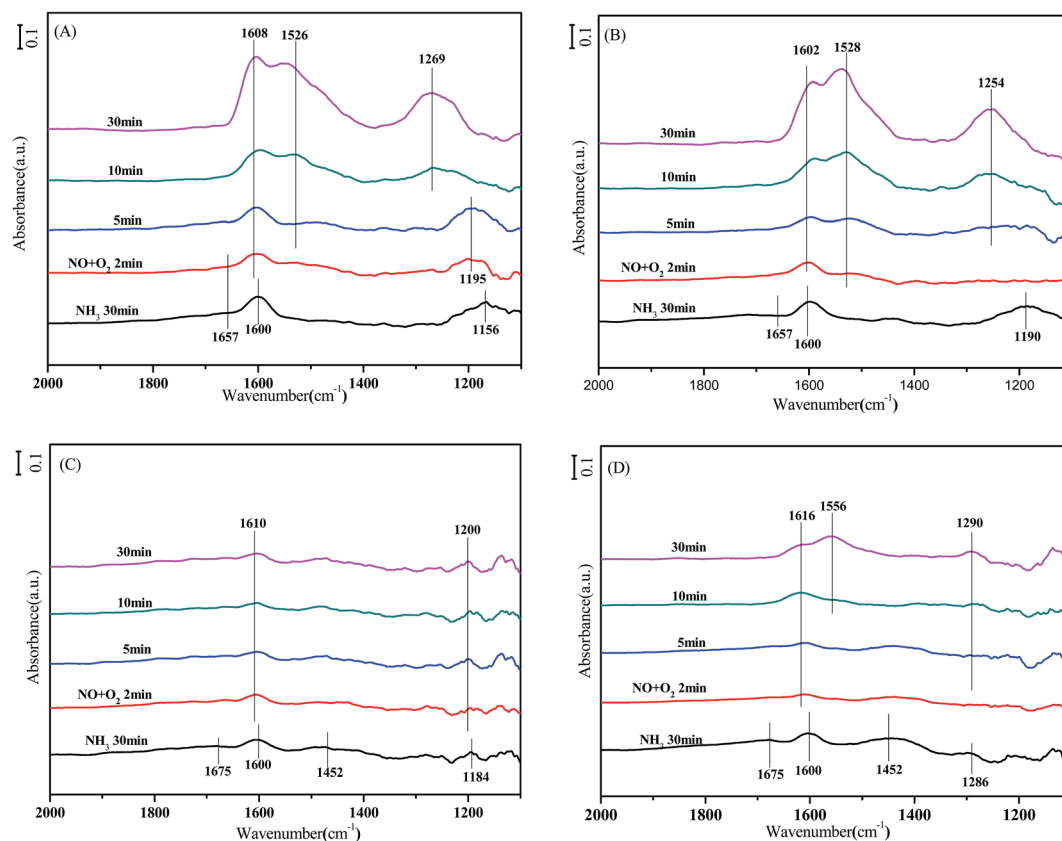 (A)
0.1
1608
1526
1269
30min
10min
5min
NO+O₂ 2min
NH₃ 30min
1195
1657
1600
1156
Absorbance(a.u.)
2000
1800
1600
1400
1200
Wavenumber(cm⁻¹)
(B)
0.1
1602
1528
1254
30min
10min
5min
NO+O₂ 2min
NH₃ 30min
1657
1600
1190
Absorbance(a.u.)
2000
1800
1600
1400
1200
Wavenumber(cm⁻¹)
(C)
0.1
1610
1200
30min
10min
5min
NO+O₂ 2min
NH₃ 30min
1675
1600
1452
1184
Absorbance(a.u.)
2000
1800
1600
1400
1200
Wavenumber(cm⁻¹)
(D)
0.1
1616
1556
1290
30min
10min
5min
NO+O₂ 2min
NH₃ 30min
1675
1600
1452
1286
Absorbance(a.u.)
2000
1800
1600
1400
1200
Wavenumber(cm⁻¹)